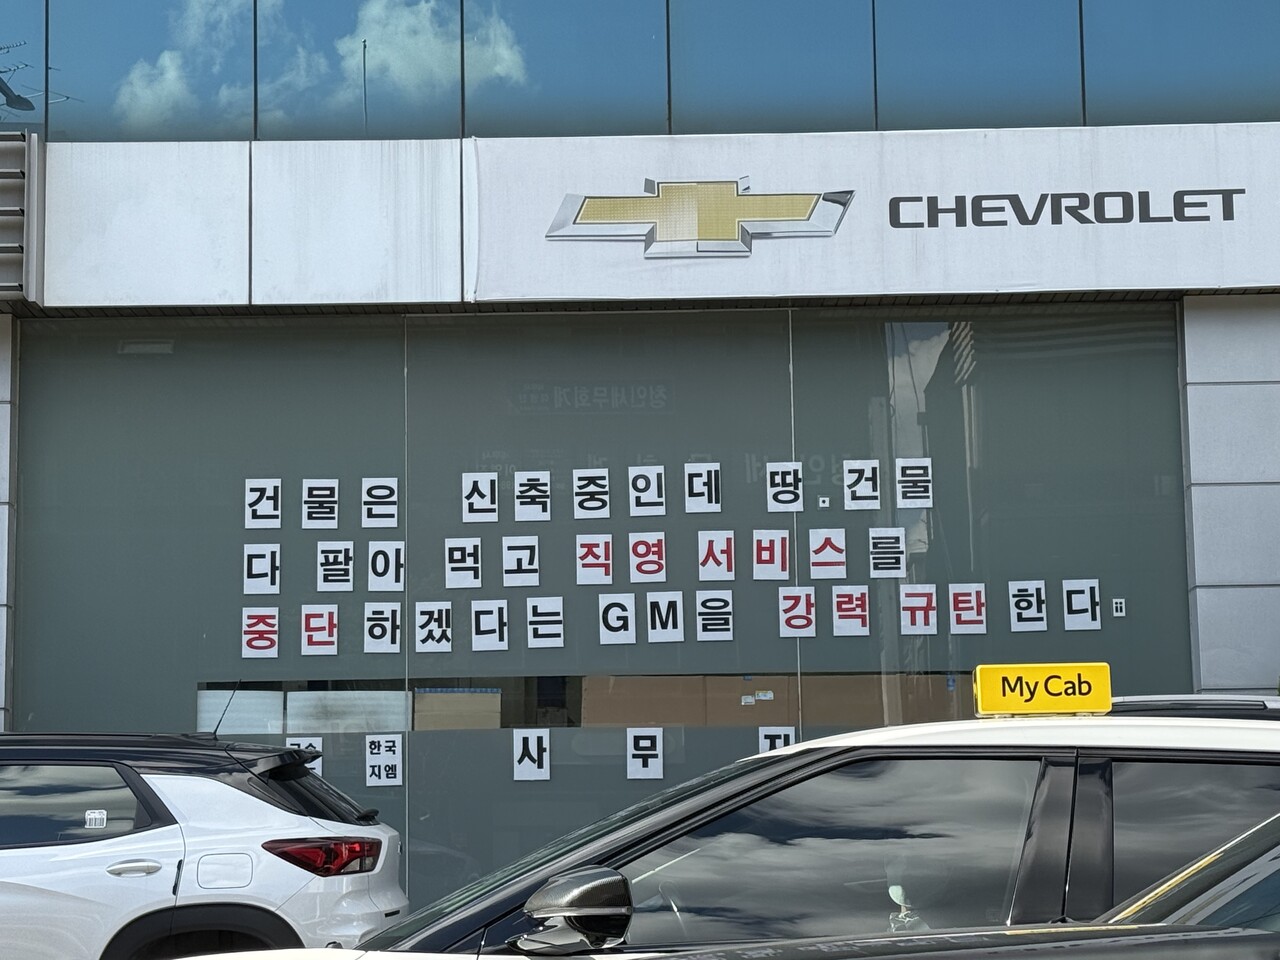 CHEVROLET
건물은 신축중인데 땅.건물
다 팔아 먹고 직영 서비스를
중단하겠다는 GM을 강력 규탄한다!!
My Cab
한국
지엠
사무